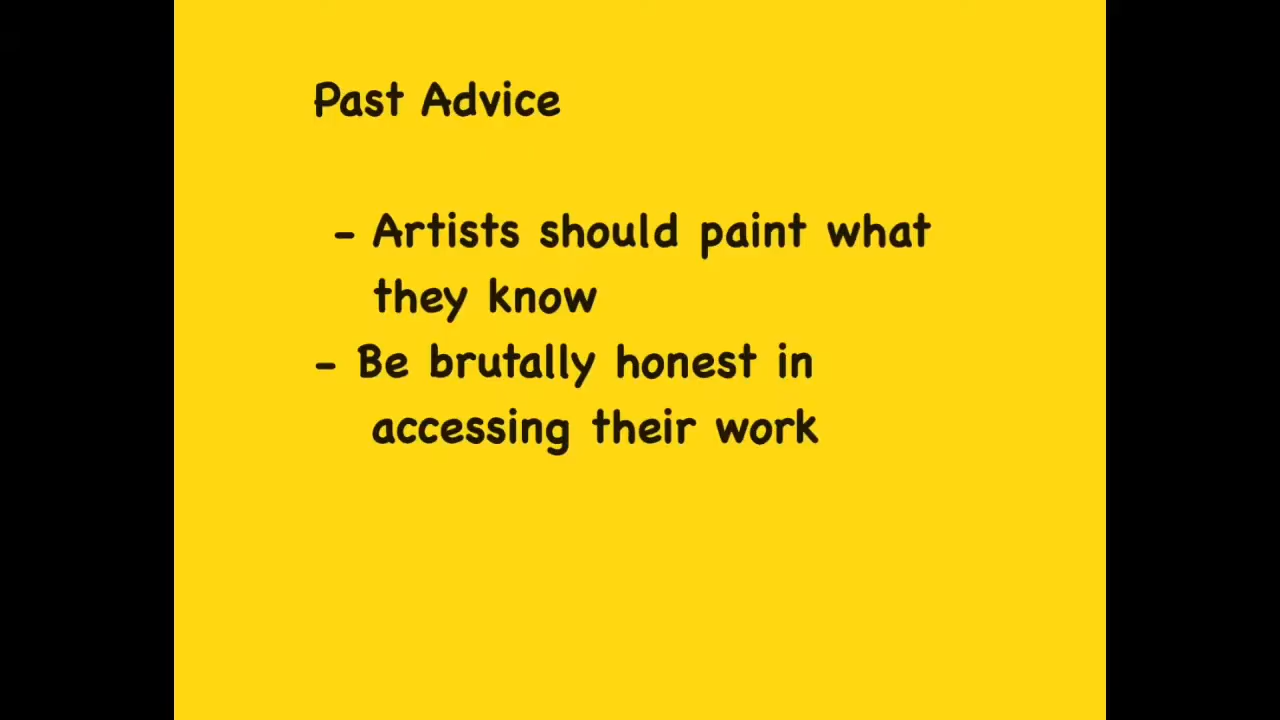 Past Advice
- Artists should paint what
they know
- Be brutally honest in
accessing their work